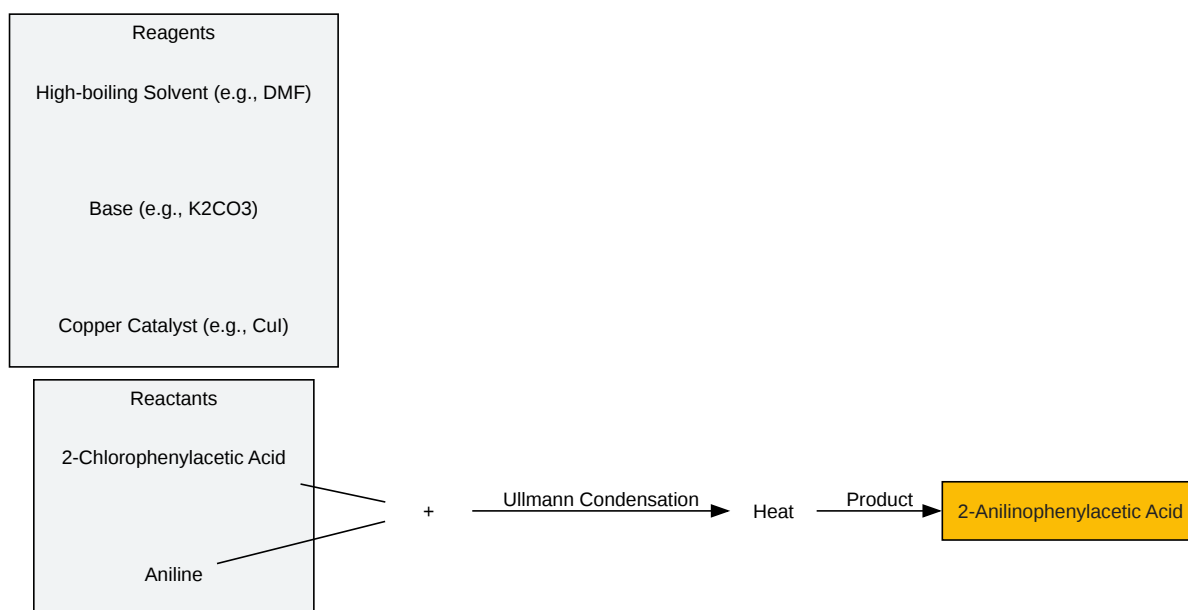 Reagents
High-boiling Solvent (e.g., DMF)
Base (e.g., K2CO3)
Copper Catalyst (e.g., CuI)
Reactants
2-Chlorophenylacetic Acid
Aniline
+
Ullmann Condensation
Heat
Product
2-Anilinophenylacetic Acid